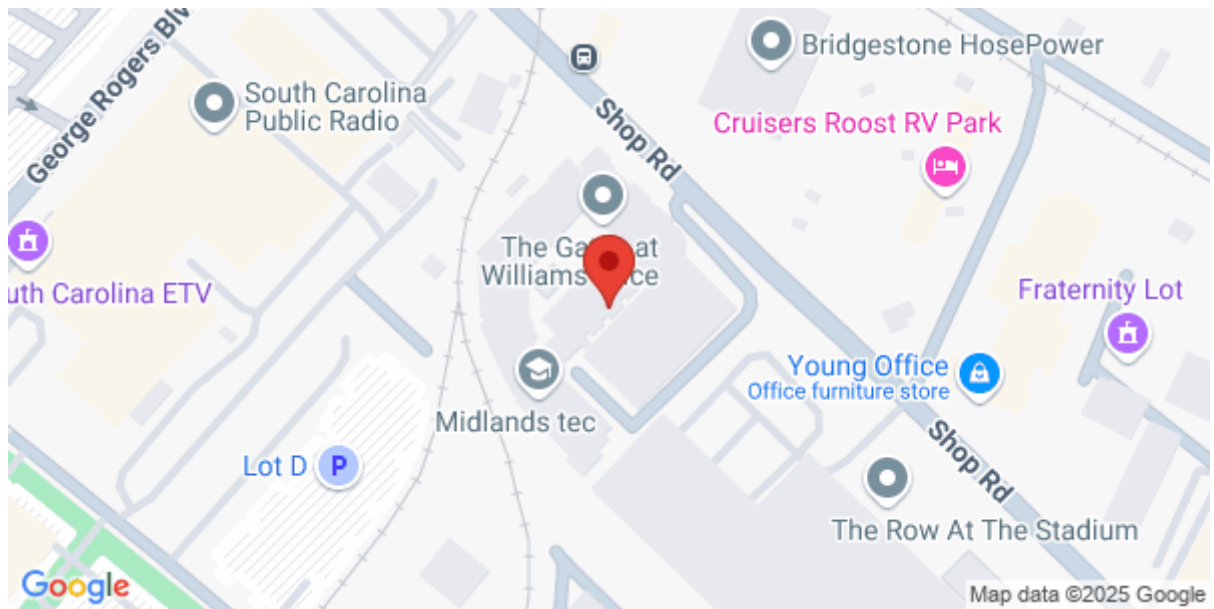 George Rogers Blv
South Carolina
Public Radio
Bridgestone HosePower
Shop Rd
Cruisers Roost RV Park
The Ga at
Williams ce
uth Carolina ETV
Fraternity Lot
Young Office
Office furniture store
Midlands tec
Lot D P
Shop Rd
The Row At The Stadium
Google
Map data ©2025 Google